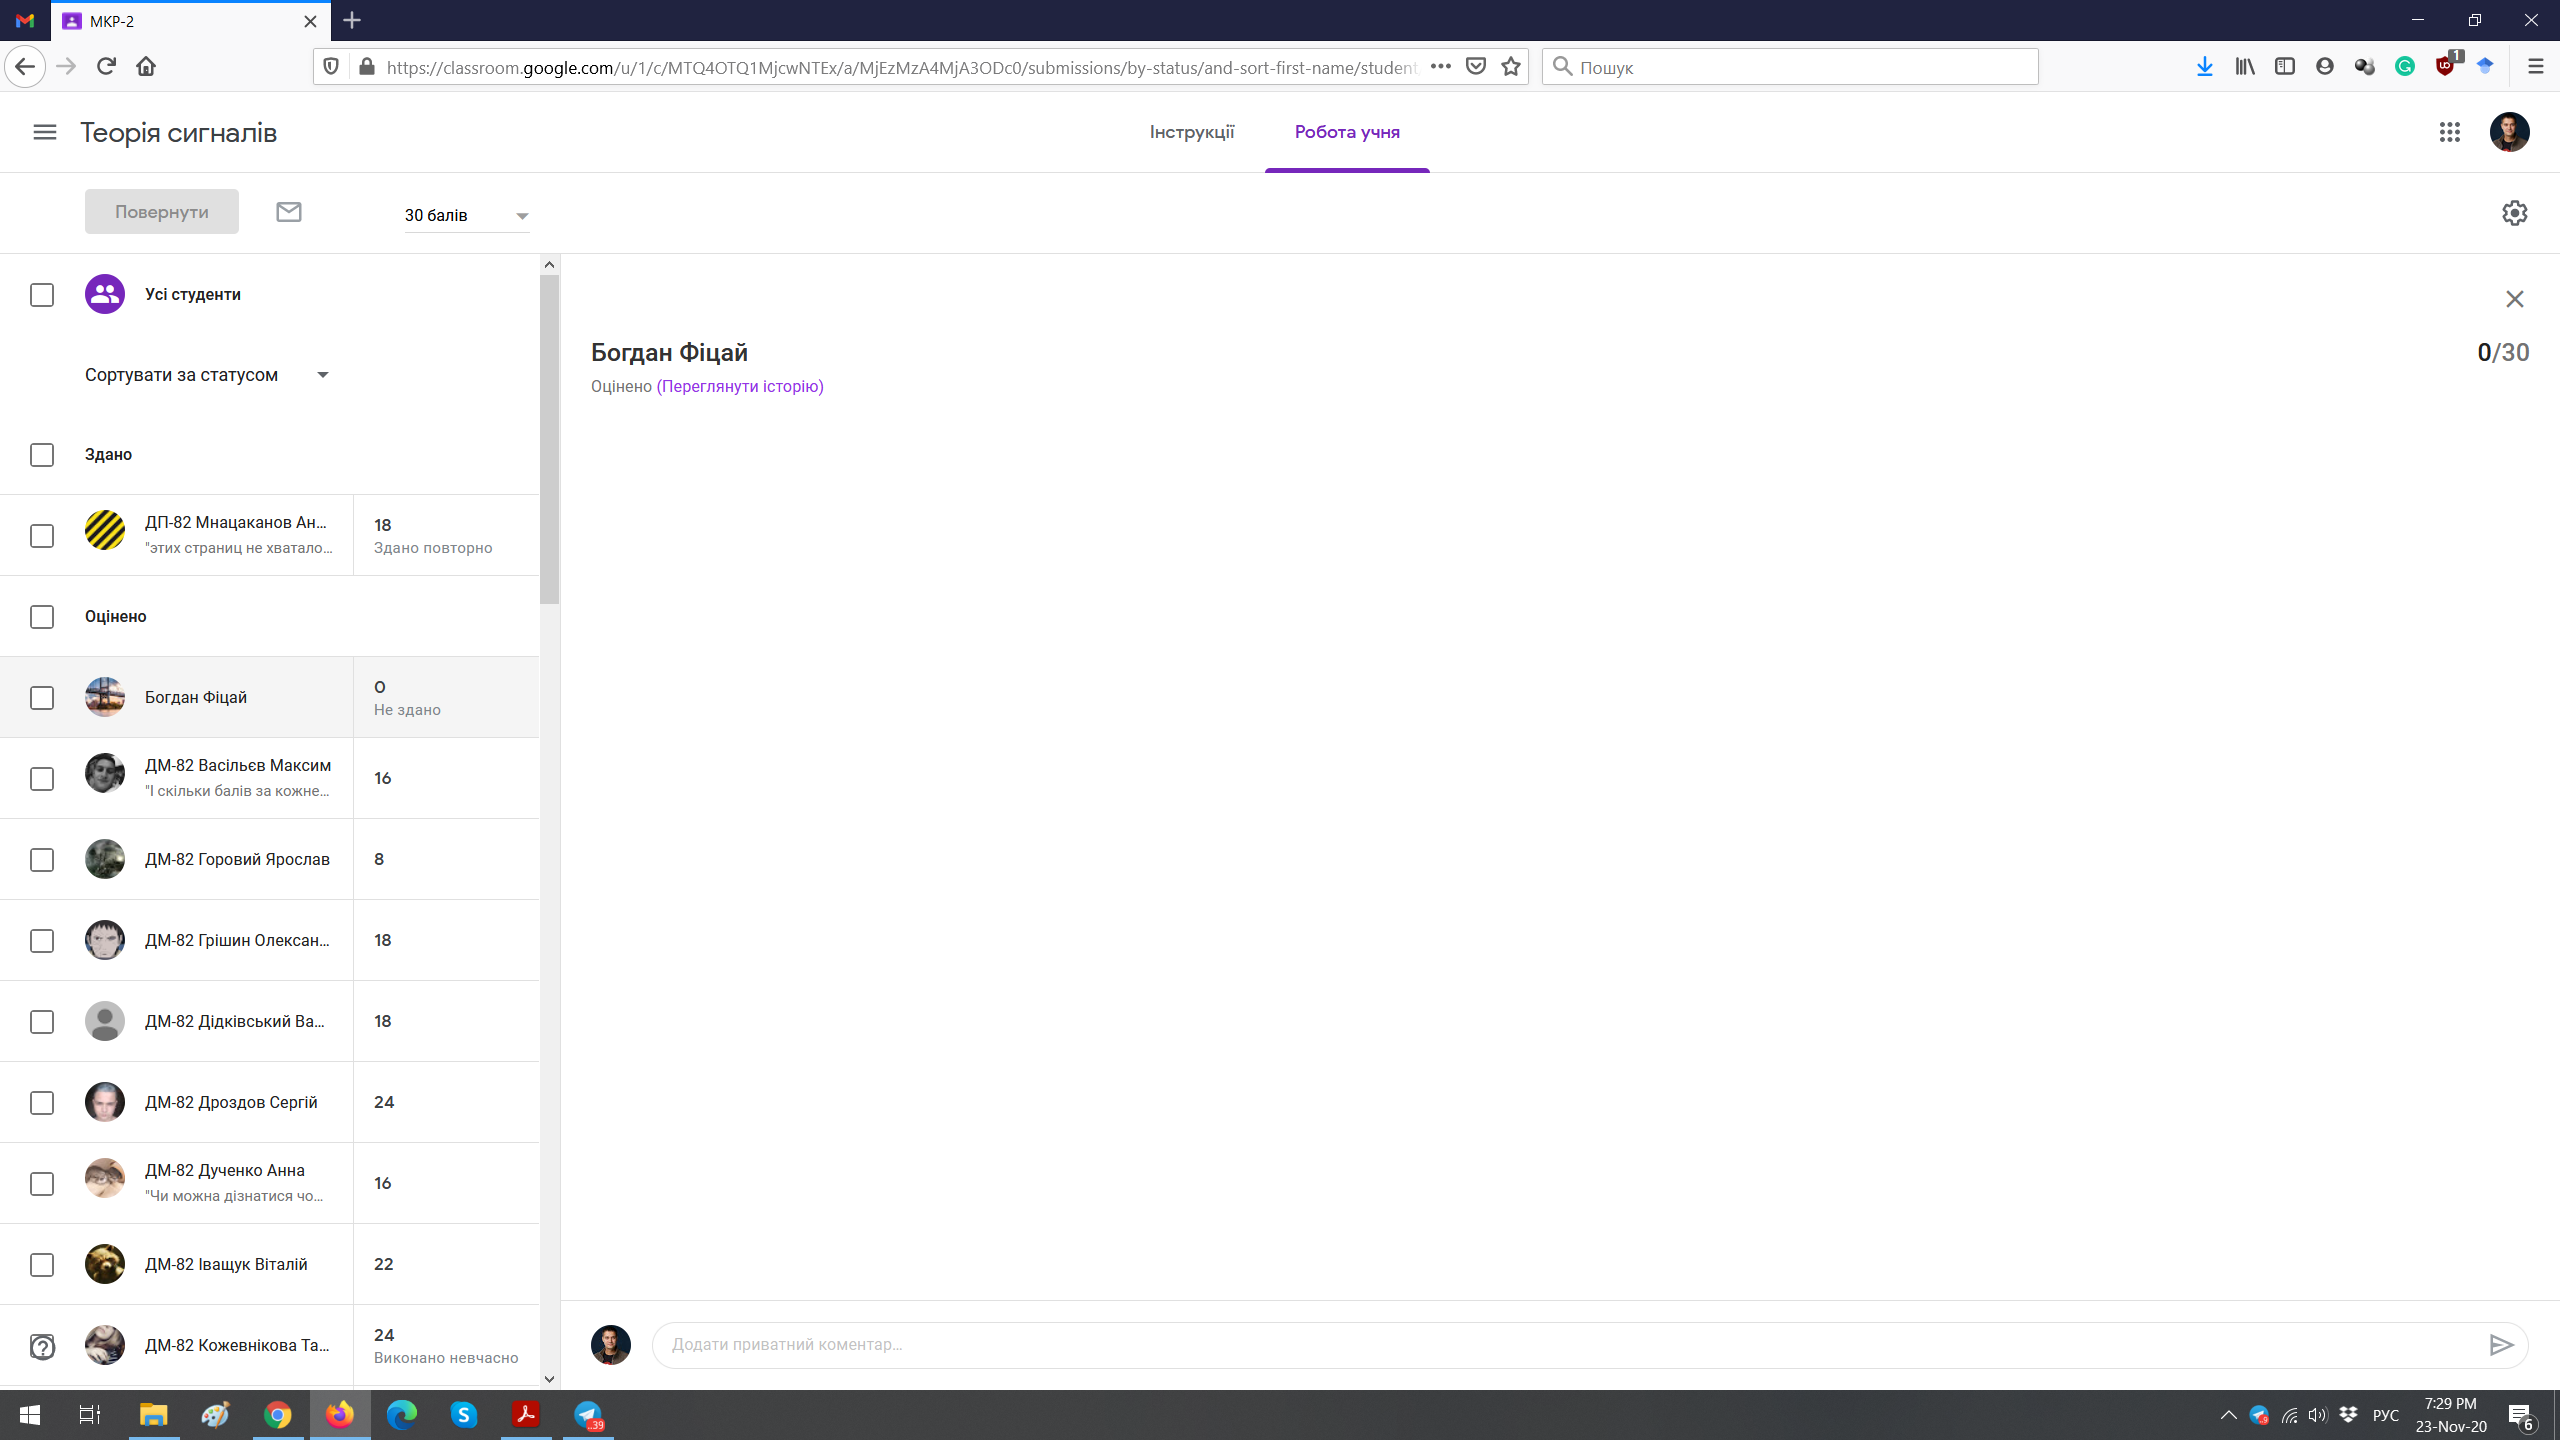 МКР-2
https://classroom.google.com/u/1/c/MTQ4OTQ1MjcwNTEx/a/MjEzMzA4MjA3ODc0/submissions/by-status/and-sort-first-name/student
Пошук
1
Теорія сигналів
Інструкції
Робота учня
Повернути
30 балів
Усі студенти
Сортувати за статусом
Здано
ДП-82 Мнацаканов Ан...
18
"этих страниц не хватало...
Здано повторно
Оцінено
Богдан Фіцай
0
Не здано
ДМ-82 Васільєв Максим
"І скільки балів за кожне...
16
ДМ-82 Горовий Ярослав
8
ДМ-82 Грішин Олексан...
18
ДМ-82 Дідківський Ва...
18
ДМ-82 Дроздов Сергій
24
ДМ-82 Дученко Анна
"Чи можна дізнатися чо...
16
ДМ-82 Іващук Віталій
22
ДМ-82 Кожевнікова Та...
24
Виконано невчасно
Богдан Фіцай
0/30
Оцінено (Переглянути історію)
Додати приватний коментар...
..39
РУС
7:29 PM
23-Nov-20
6